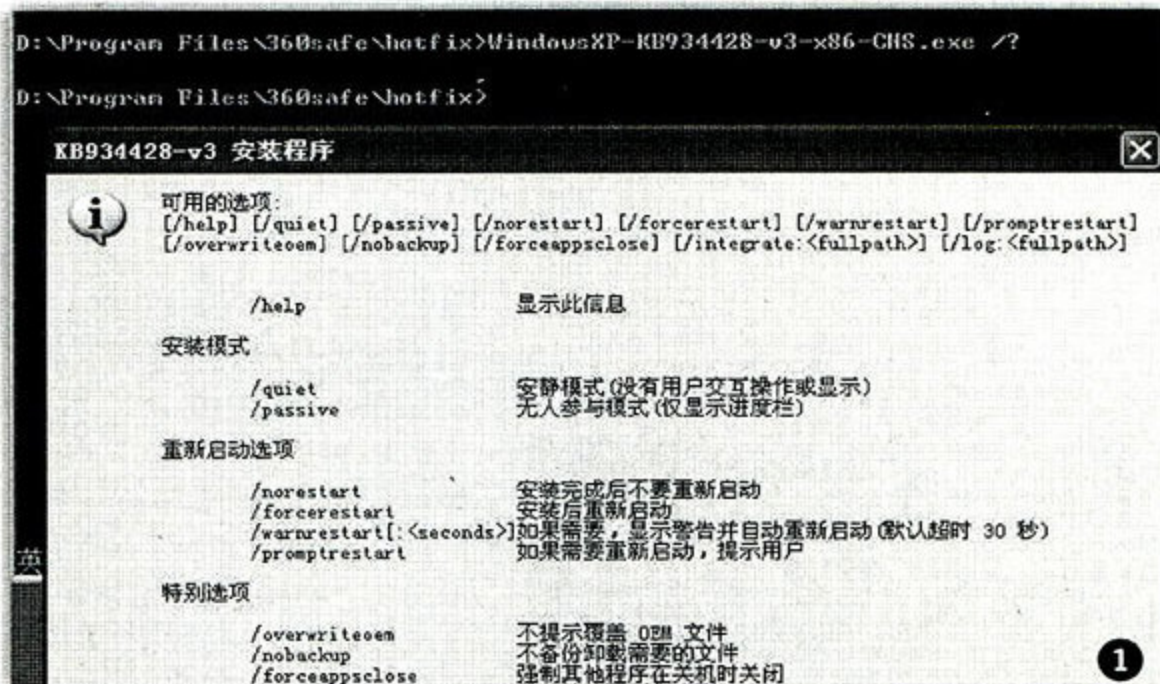 D:\Program Files\360safe\hotfix>WindowsXP-KB934428-v3-x86-CHS.exe /?
D:\Program Files\360safe\hotfix>
KB934428-v3 安装程序
可用的选项:
[/help] [/quiet] [/passive] [/norestart] [/forcerestart] [/warnrestart] [/promptrestart]
[/overwriteoem] [/nobackup] [/forceappsclose] [/integrate:<fullpath>] [/log:<fullpath>]
/help 显示此信息
安装模式
/quiet 安静模式(没有用户交互操作或显示)
/passive 无人参与模式(仅显示进度栏)
重新启动选项
/norestart 安装完成后不要重新启动
/forcerestart 安装后重新启动
/warnrestart[:<seconds>]如果需要，显示警告并自动重新启动(默认超时 30 秒)
/promptrestart 如果需要重新启动，提示用户
英
特别选项
/overwriteoem 不提示覆盖 OEM 文件
/nobackup 不备份卸载需要的文件
/forceappsclose 强制其他程序在关机时关闭
1